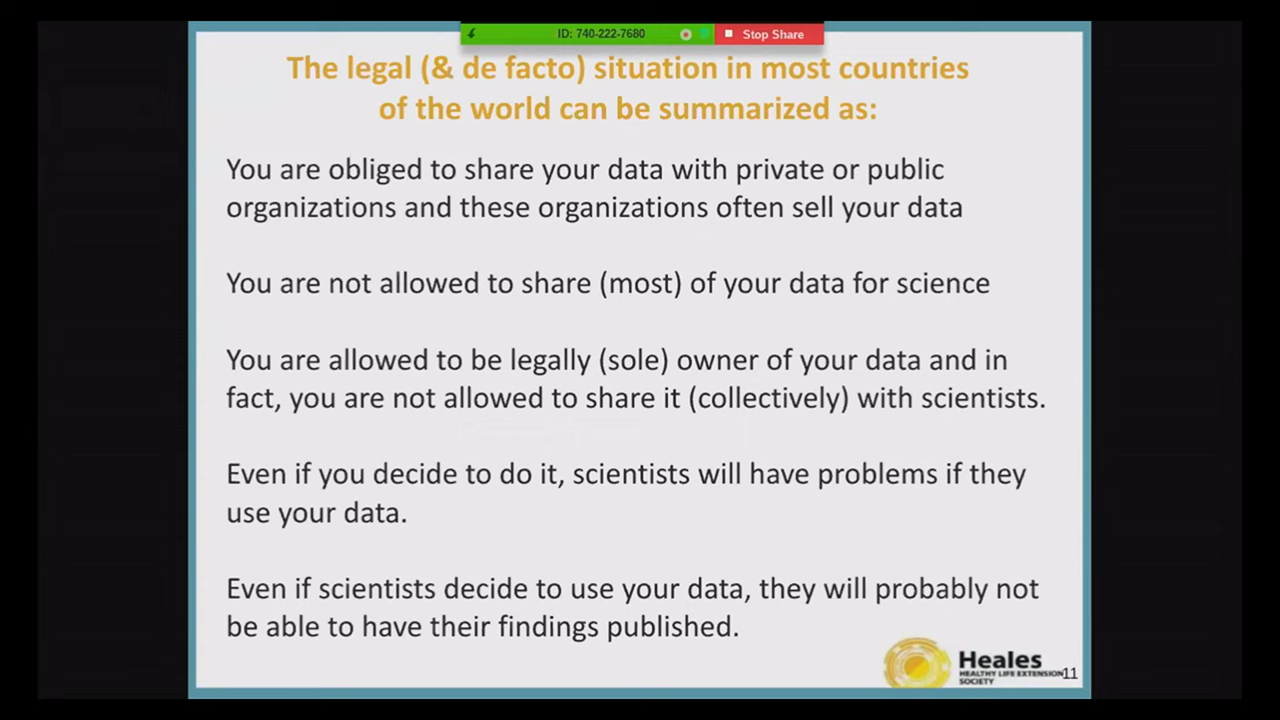 ID: 740-222-7680
Stop Share
The legal (& de facto) situation in most countries
of the world can be summarized as:
You are obliged to share your data with private or public
organizations and these organizations often sell your data
You are not allowed to share (most) of your data for science
You are allowed to be legally (sole) owner of your data and in
fact, you are not allowed to share it (collectively) with scientists.
Even if you decide to do it, scientists will have problems if they
use your data.
Even if scientists decide to use your data, they will probably not
be able to have their findings published.
Heales
HEALTHY LIFE EXTENSION
SOCIETY
11